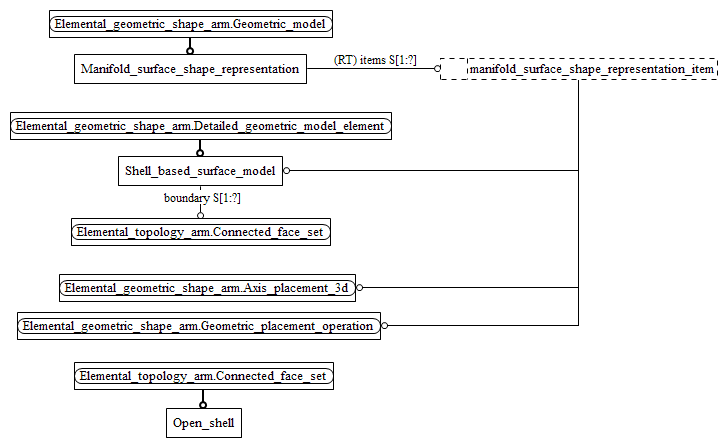 Elemental_geometric_shape_arm.Geometric_model
(RT) items S[1:?]
Manifold_surface_shape_representation
manifold_surface_shape_representation_item
Elemental_geometric_shape_arm.Detailed_geometric_model_element
Shell_based_surface_model
boundary S[1:?]
Elemental_topology_arm.Connected_face_set
Elemental_geometric_shape_arm.Axis_placement_3d
Elemental_geometric_shape_arm.Geometric_placement_operation
Elemental_topology_arm.Connected_face_set
Open_shell